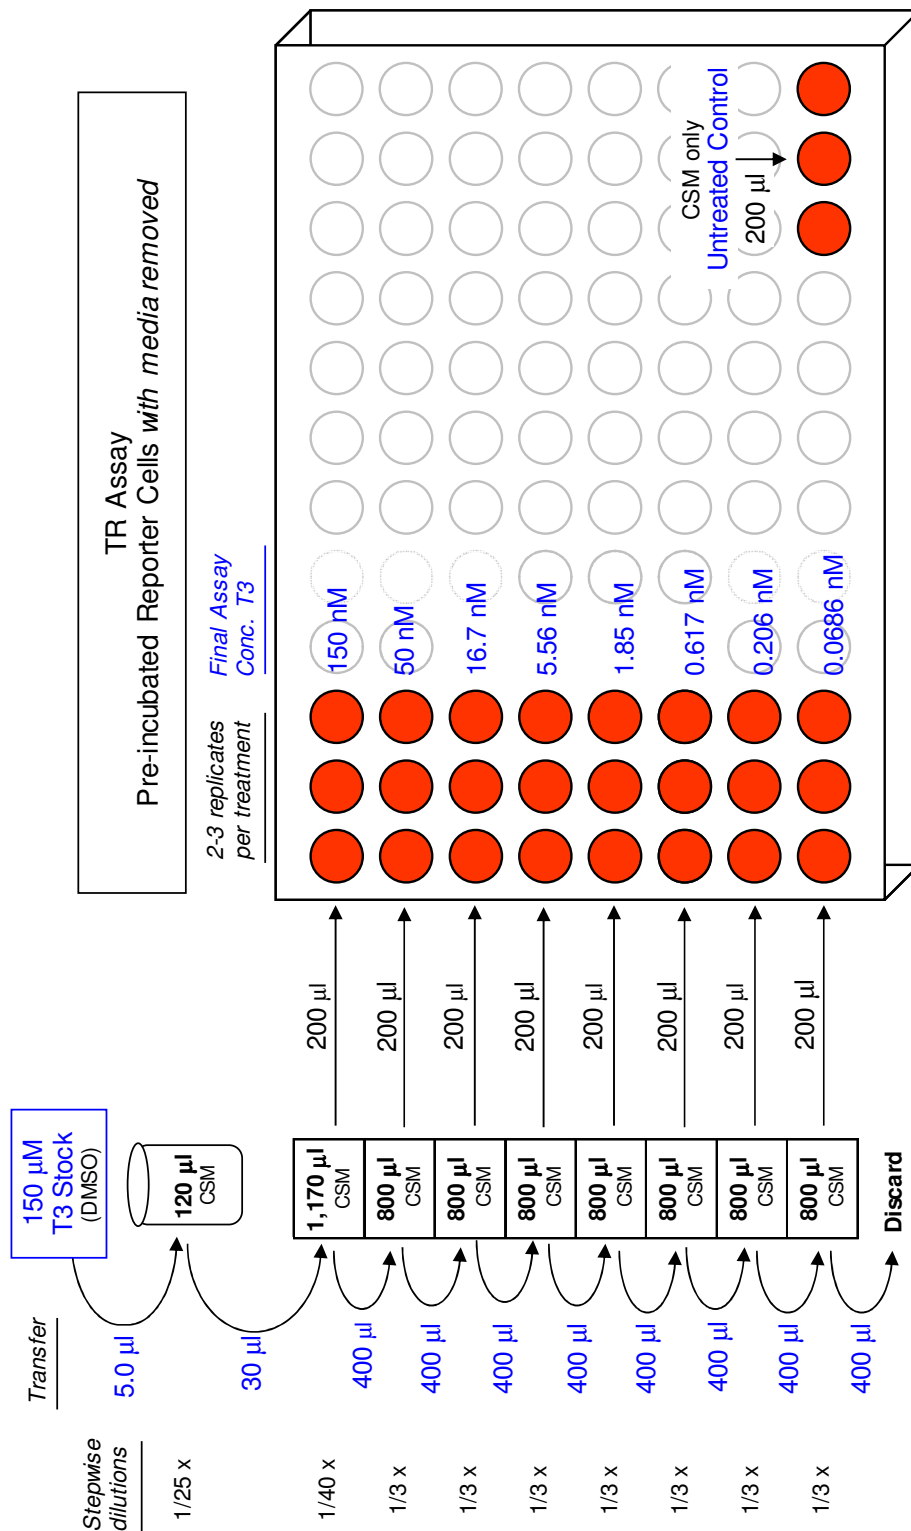 Stepwise
dilutions
1/25 x
1/40 x
1/3 x
1/3 x
1/3 x
1/3 x
1/3 x
1/3 x
1/3 x
Transfer
5.0 µl
30 µl
400 µl
400 µl
400 µl
400 µl
400 µl
400 µl
400 µl
400 µl
150 µM
T3 Stock
(DMSO)
120 µl
CSM
1,170 µl
CSM
800 µl
CSM
800 µl
CSM
800 µl
CSM
800 µl
CSM
800 µl
CSM
800 µl
CSM
800 µl
CSM
Discard
200 µl
200 µl
200 µl
200 µl
200 µl
200 µl
200 µl
200 µl
TR Assay
Pre-incubated Reporter Cells with media removed
2-3 replicates
per treatment
Final Assay
Conc. T3
150 nM
50 nM
16.7 nM
5.56 nM
1.85 nM
0.617 nM
0.206 nM
0.0686 nM
CSM only
Untreated Control
200 µl